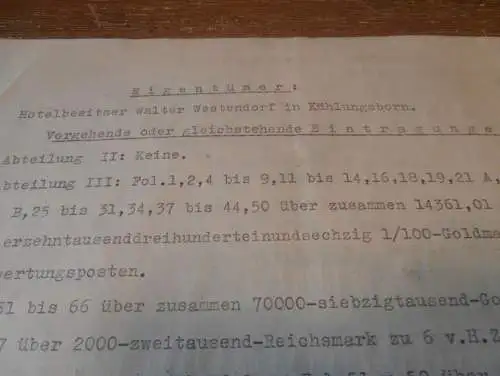 Eigentümer:
Hotelbesitzer Walter Westendorf in Kühlungsborn.
Vorgehende oder gleichstehende Eintragunge
Abteilung II: Keine.
bteilung III: Fol.1,2,4 bis 9,11 bis 14,16,18,19,21 A,
B,25 bis 31,34,37 bis 44,50 über zusammen 14361,01
erzehntausenddreihunderteinundsechzig 1/100-Goldma
wertungsposten.
51 bis 66 über zusammen 70000-siebzigtausend-Go
7 über 2000-zweitausend-Reichsmark zu 6 v.H.Z